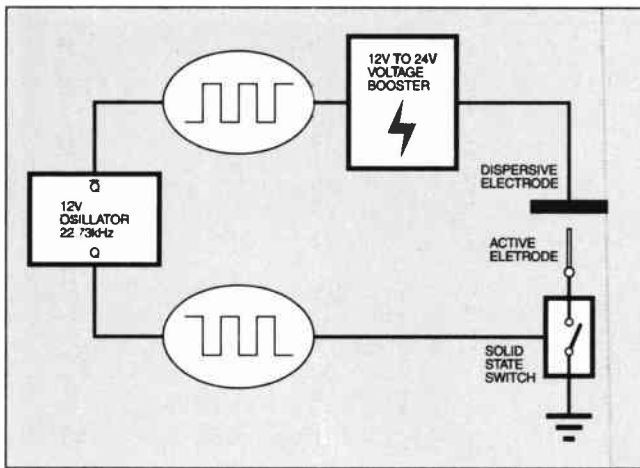 12V TO 24V
VOLTAGE
BOOSTER
DISPERSIVE
ELECTRODE
Q̅
12V
OSILLATOR
22.73kHz
Q
ACTIVE
ELETRODE
SOLID
STATE
SWITCH